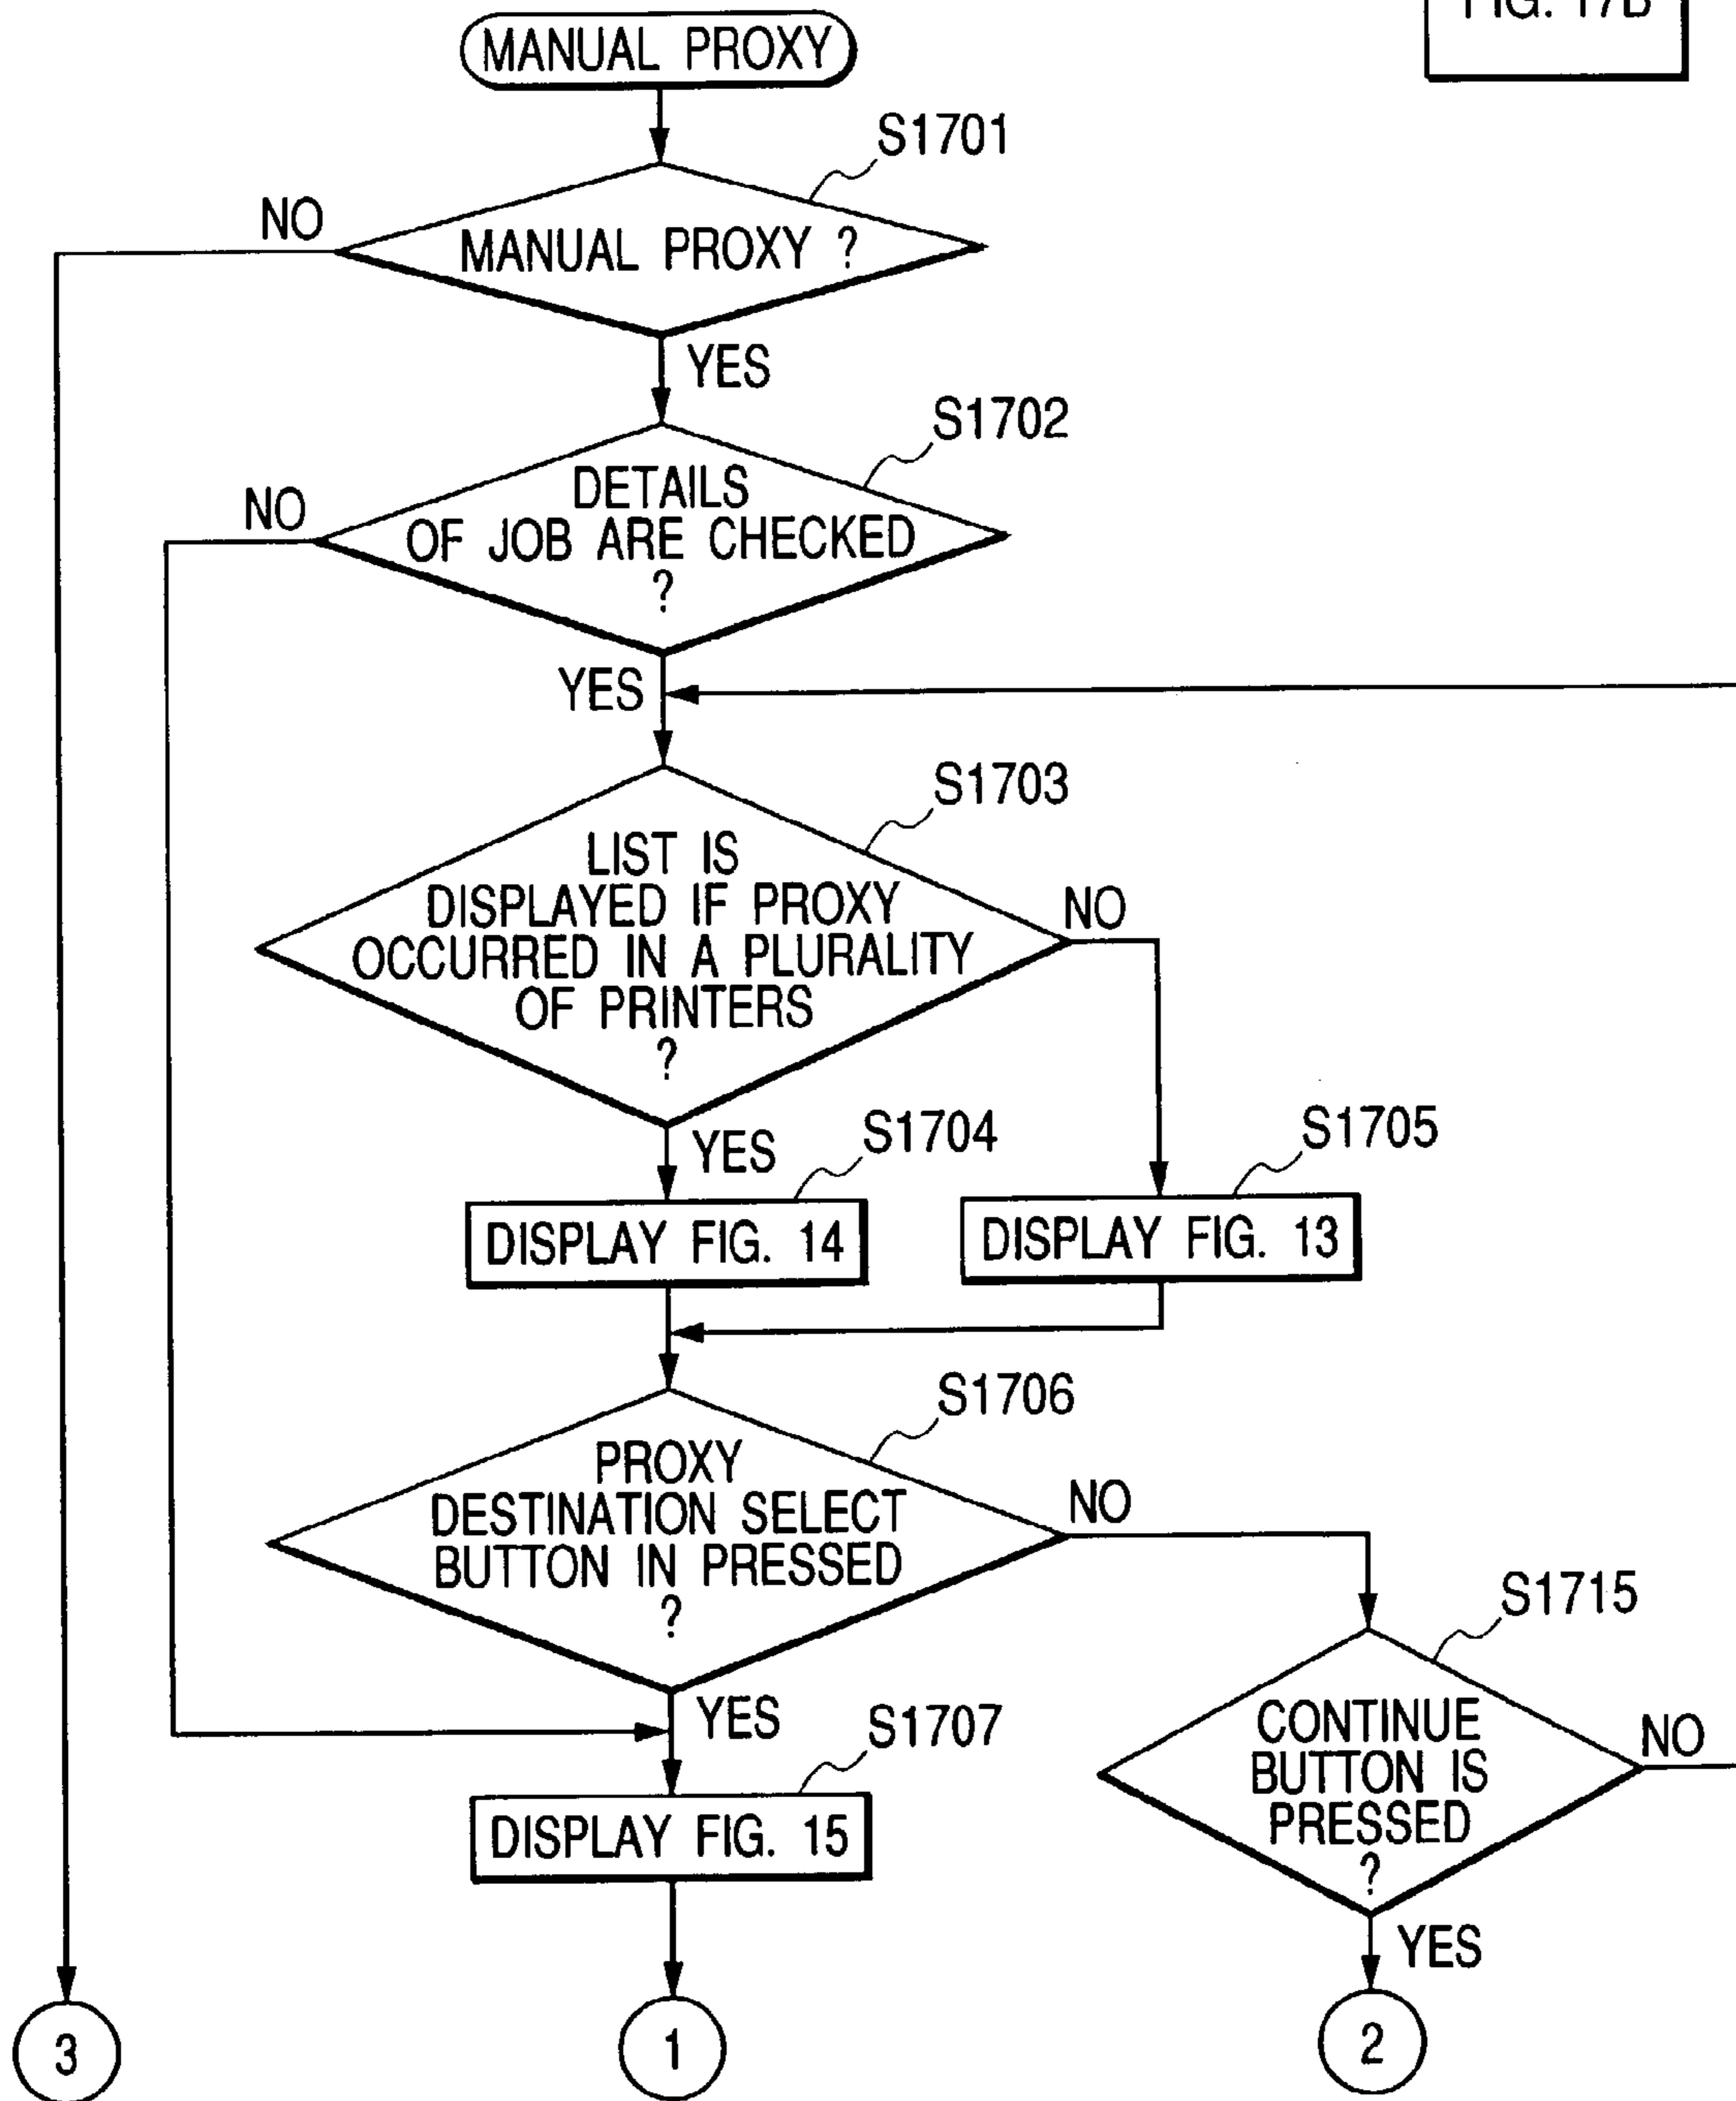 FIG. 17B
MANUAL PROXY
S1701
NO
MANUAL PROXY ?
YES
S1702
NO
DETAILS
OF JOB ARE CHECKED
?
YES
S1703
LIST IS
DISPLAYED IF PROXY
OCCURRED IN A PLURALITY
OF PRINTERS
?
NO
YES
S1704
S1705
DISPLAY FIG. 14
DISPLAY FIG. 13
S1706
PROXY
DESTINATION SELECT
BUTTON IN PRESSED
?
NO
S1715
YES
S1707
CONTINUE
BUTTON IS
PRESSED
?
NO
DISPLAY FIG. 15
YES
3
1
2